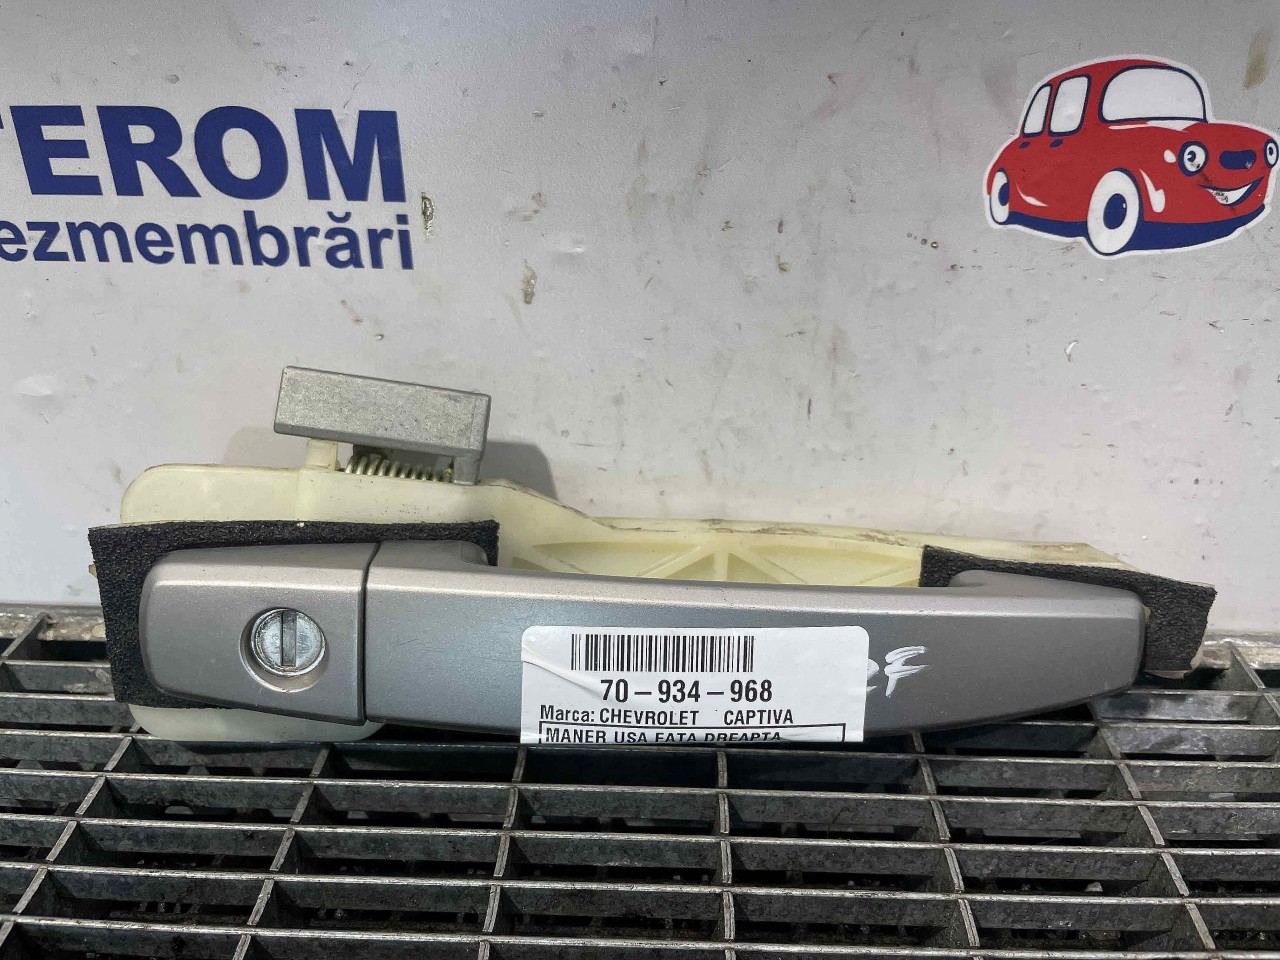 TEROM
ezmembrări
70-934-968
Marca: CHEVROLET CAPTIVA
MANER USA FATA DREAPTA